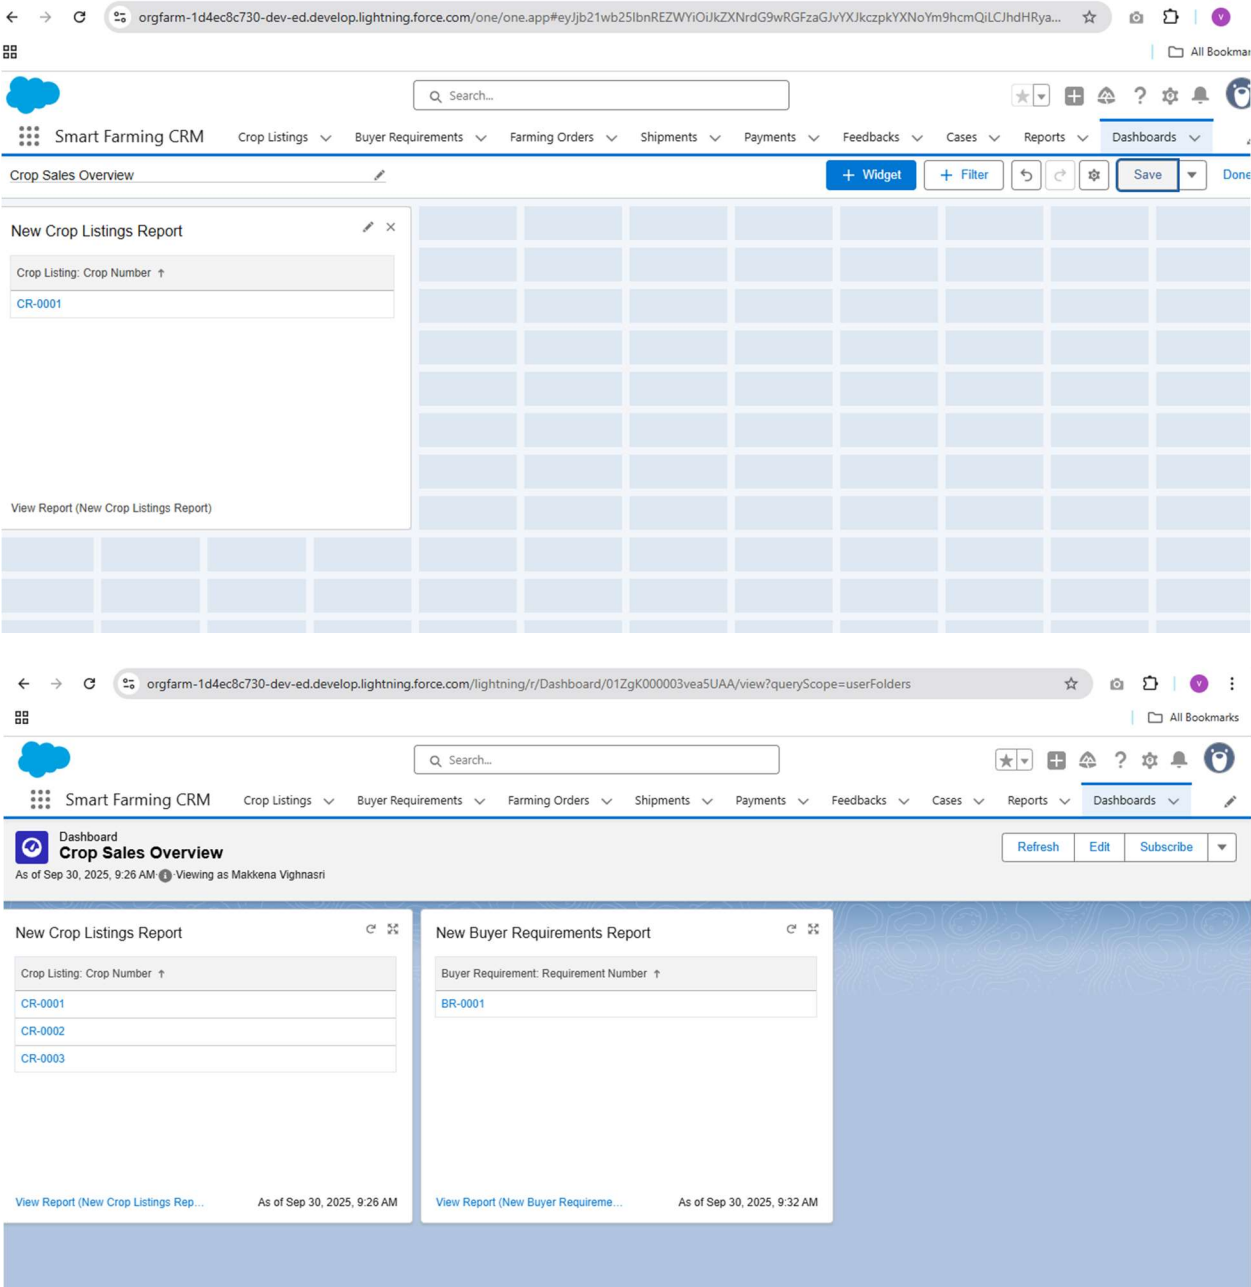 orgfarm-1d4ec8c730-dev-ed.develop.lightning.force.com/one/one.app#eyJjb21wb25lbnREZWYiOiJkZXNrdG9wRGFzaGJvYXJkczpkYXNoYm9hcmQiLCJhdHRya...
V
All Bookmar
Search...
Smart Farming CRM Crop Listings Buyer Requirements Farming Orders Shipments Payments Feedbacks Cases Reports Dashboards
Crop Sales Overview + Widget + Filter Save Done
New Crop Listings Report
Crop Listing: Crop Number ↑
CR-0001
View Report (New Crop Listings Report)
orgfarm-1d4ec8c730-dev-ed.develop.lightning.force.com/lightning/r/Dashboard/01ZgK000003vea5UAA/view?queryScope=userFolders
V
All Bookmarks
Search...
Smart Farming CRM Crop Listings Buyer Requirements Farming Orders Shipments Payments Feedbacks Cases Reports Dashboards
Dashboard
Crop Sales Overview
Refresh Edit Subscribe
As of Sep 30, 2025, 9:26 AM·Viewing as Makkena Vighnasri
New Crop Listings Report
Crop Listing: Crop Number ↑
CR-0001
CR-0002
CR-0003
View Report (New Crop Listings Rep... As of Sep 30, 2025, 9:26 AM
New Buyer Requirements Report
Buyer Requirement: Requirement Number ↑
BR-0001
View Report (New Buyer Requireme... As of Sep 30, 2025, 9:32 AM